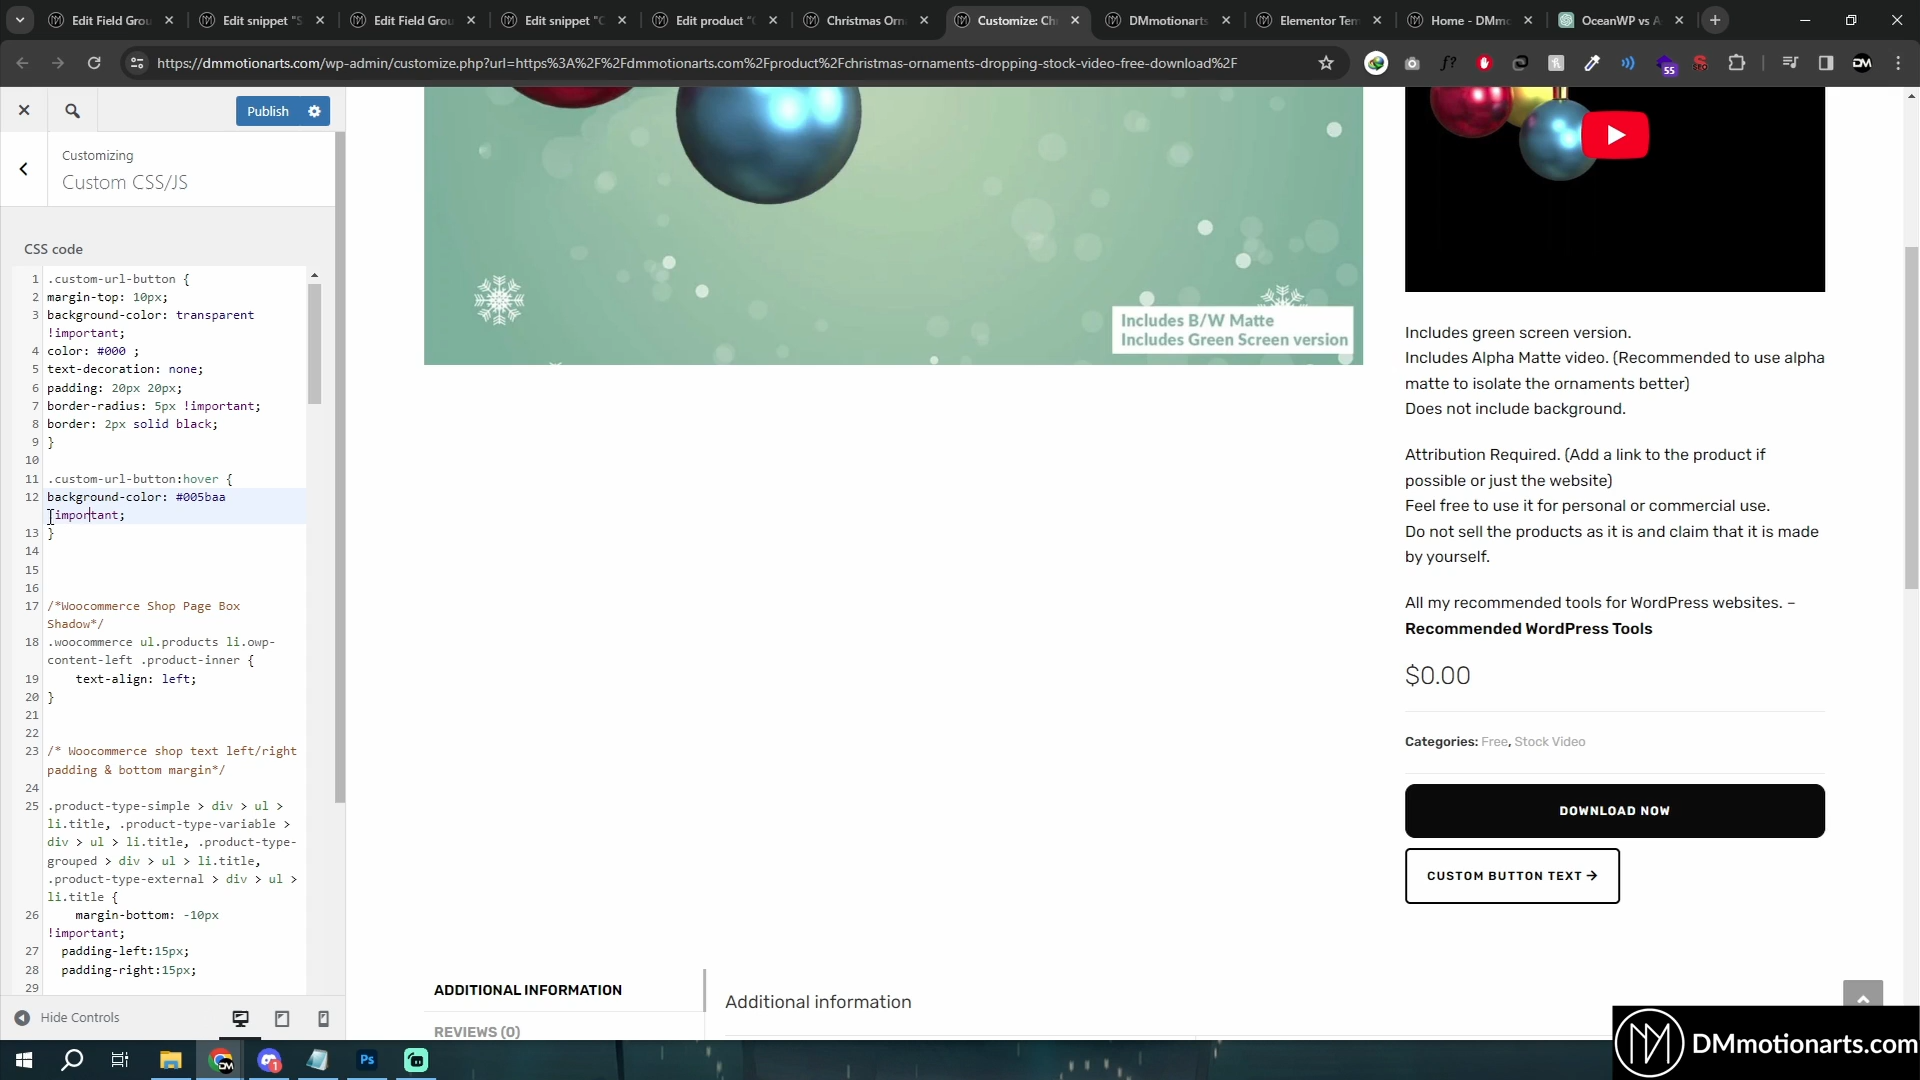 Edit Field Grou
Edit snippet "S
Edit Field Grou
Edit snippet "C
Edit product "C
Christmas Orn
Customize: Ch
DMmotionarts
Elementor Tem
Home - DMmo
OceanWP vs A
https://dmmotionarts.com/wp-admin/customize.php?url=https%3A%2F%2Fdmmotionarts.com%2Fproduct%2Fchristmas-ornaments-dropping-stock-video-free-download%2F
f?
55
SEO
DM
Publish
Customizing
Custom CSS/JS
CSS code
1 .custom-url-button {
2 margin-top: 10px;
3 background-color: transparent
!important;
4 color: #000 ;
5 text-decoration: none;
6 padding: 20px 20px;
7 border-radius: 5px !important;
8 border: 2px solid black;
9 }
10
11 .custom-url-button:hover {
12 background-color: #005baa
!important;
13 }
14
15
16
17 /*Woocommerce Shop Page Box
Shadow*/
18 .woocommerce ul.products li.owp-
content-left .product-inner {
19 text-align: left;
20 }
21
22
23 /* Woocommerce shop text left/right
padding & bottom margin*/
24
25 .product-type-simple > div > ul >
li.title, .product-type-variable >
div > ul > li.title, .product-type-
grouped > div > ul > li.title,
.product-type-external > div > ul >
li.title {
26 margin-bottom: -10px
!important;
27 padding-left:15px;
28 padding-right:15px;
29
Hide Controls
Includes B/W Matte
Includes Green Screen version
Includes green screen version.
Includes Alpha Matte video. (Recommended to use alpha
matte to isolate the ornaments better)
Does not include background.
Attribution Required. (Add a link to the product if
possible or just the website)
Feel free to use it for personal or commercial use.
Do not sell the products as it is and claim that it is made
by yourself.
All my recommended tools for WordPress websites. –
Recommended WordPress Tools
$0.00
Categories: Free, Stock Video
DOWNLOAD NOW
CUSTOM BUTTON TEXT →
ADDITIONAL INFORMATION
REVIEWS (0)
Additional information
Ps
DM
1
DMmotionarts.com